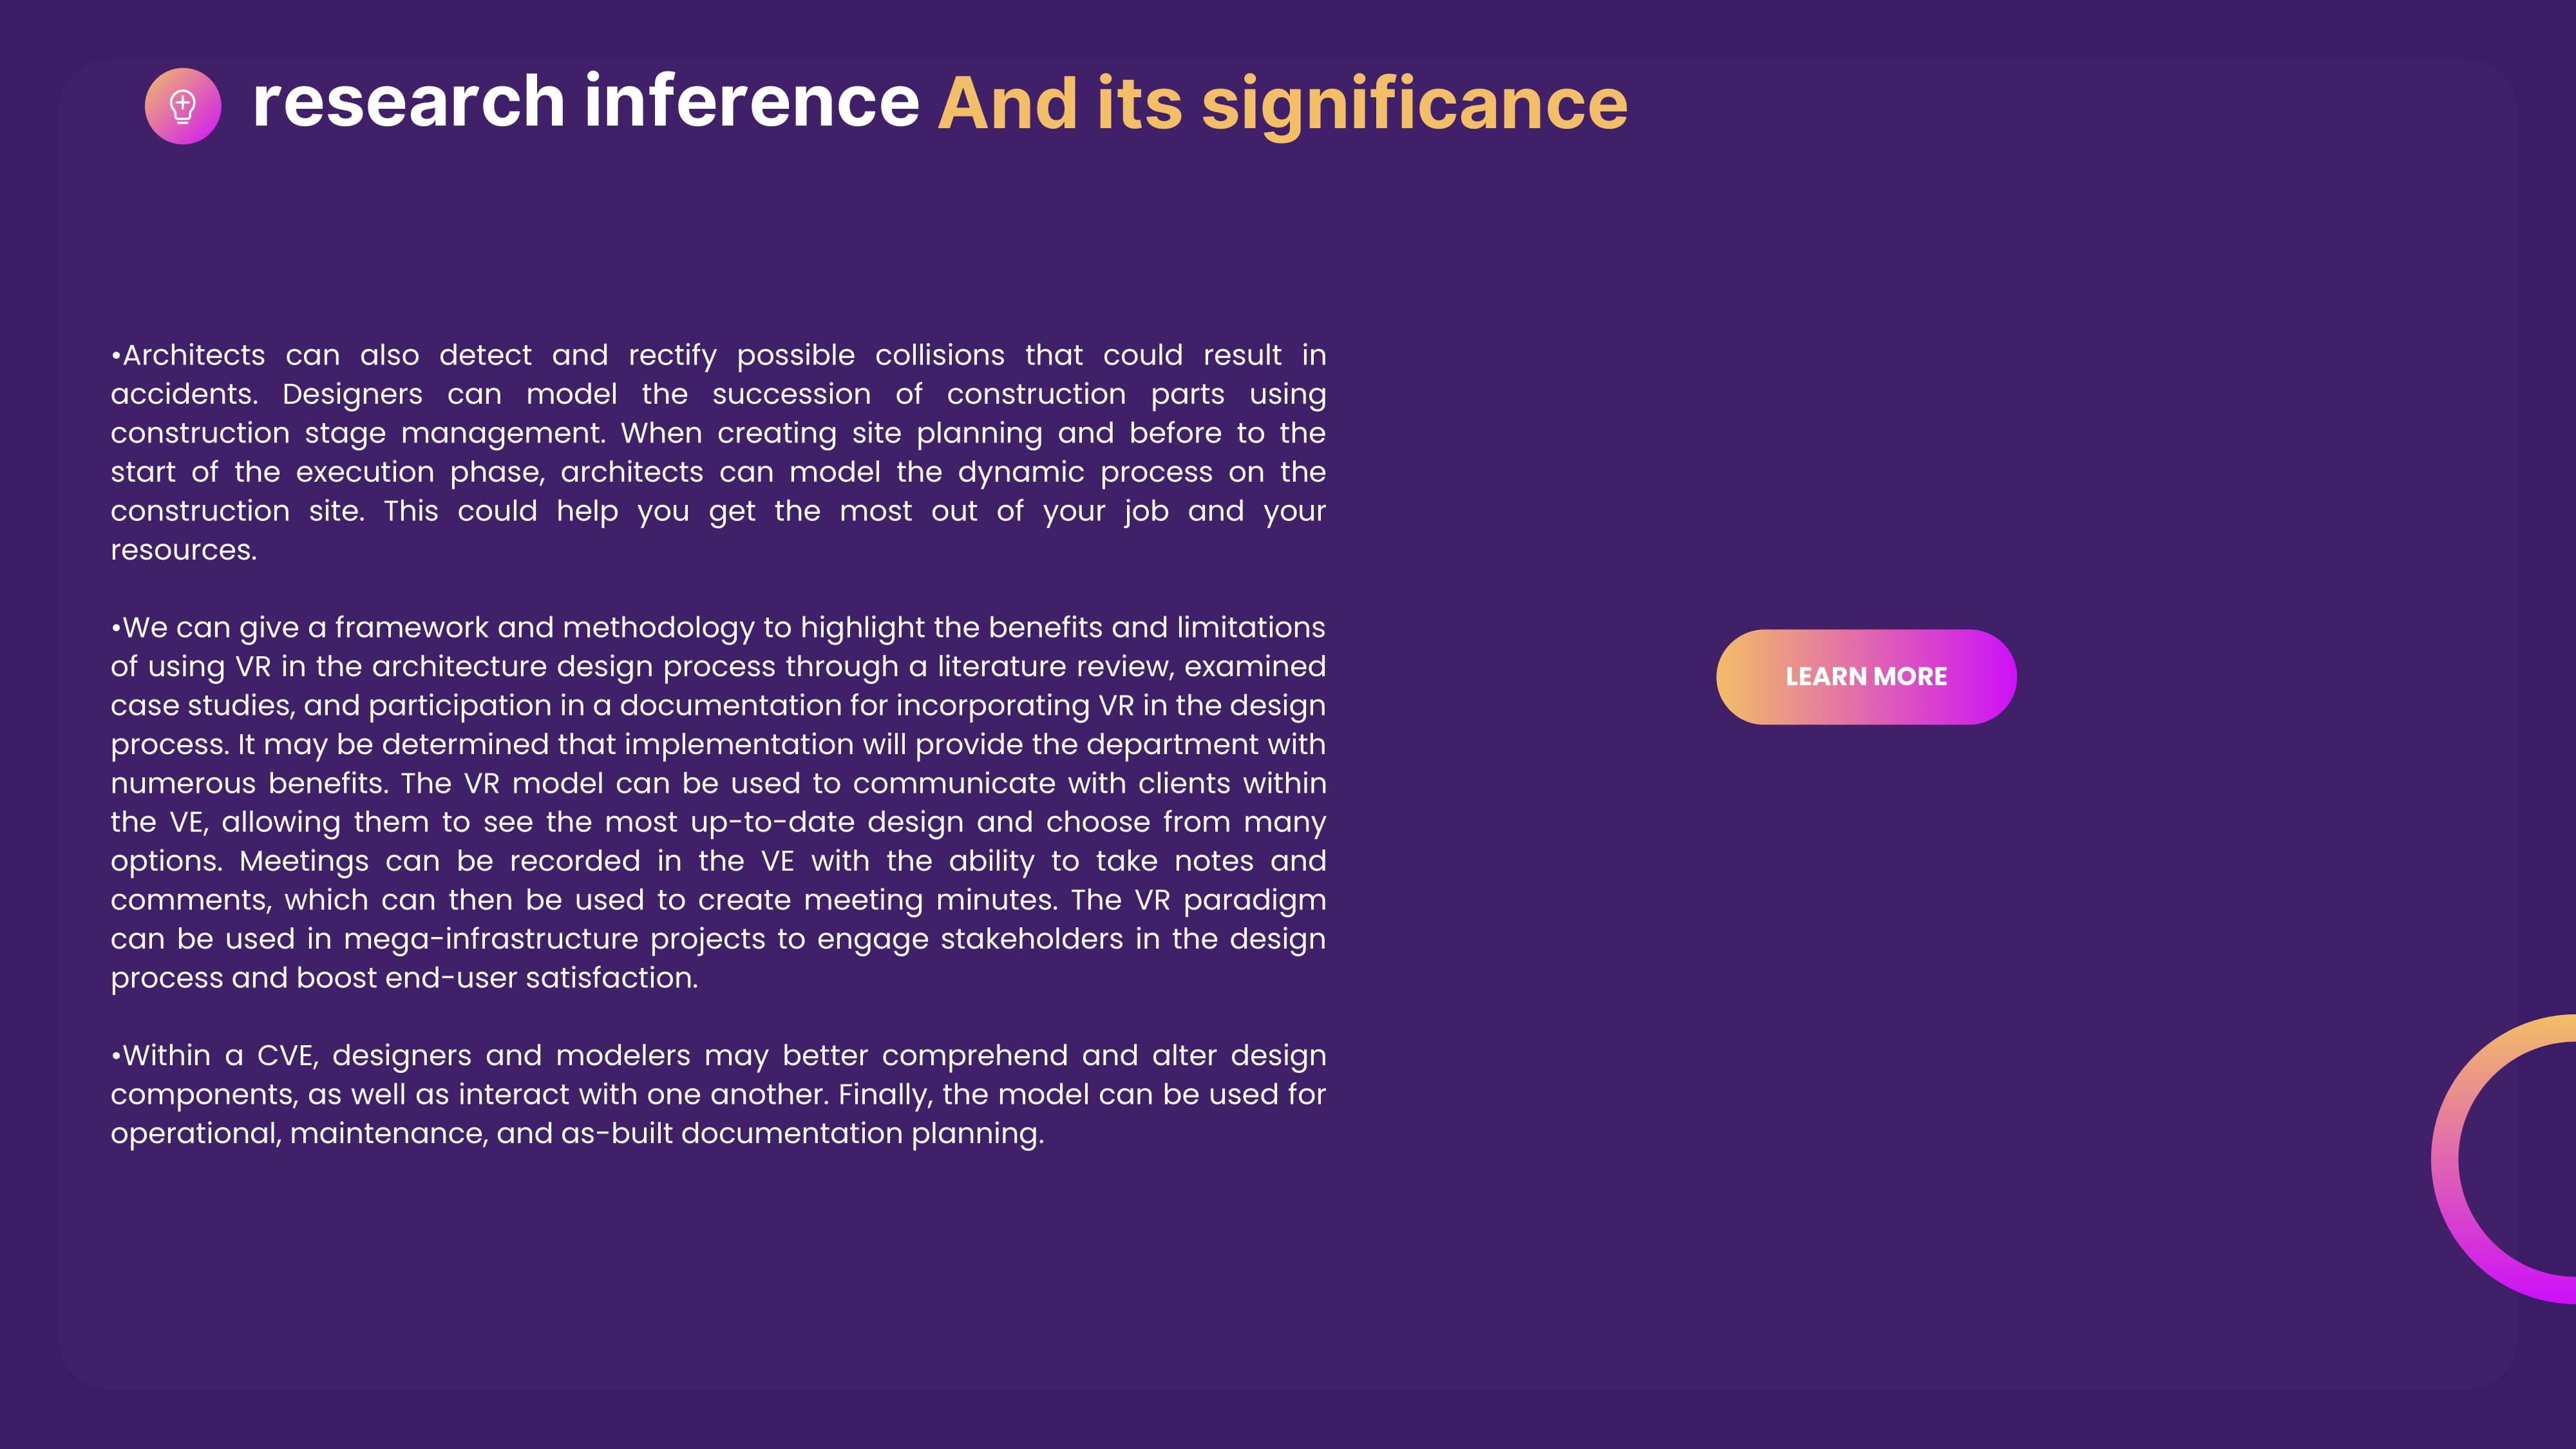 research inference And its significance
•Architects can also detect and rectify possible collisions that could result in
accidents. Designers can model the succession of construction parts using
construction stage management. When creating site planning and before to the
start of the execution phase, architects can model the dynamic process on the
construction site. This could help you get the most out of your job and your
resources.
•We can give a framework and methodology to highlight the benefits and limitations
of using VR in the architecture design process through a literature review, examined
case studies, and participation in a documentation for incorporating VR in the design
process. It may be determined that implementation will provide the department with
numerous benefits. The VR model can be used to communicate with clients within
the VE, allowing them to see the most up-to-date design and choose from many
options. Meetings can be recorded in the VE with the ability to take notes and
comments, which can then be used to create meeting minutes. The VR paradigm
can be used in mega-infrastructure projects to engage stakeholders in the design
process and boost end-user satisfaction.
•Within a CVE, designers and modelers may better comprehend and alter design
components, as well as interact with one another. Finally, the model can be used for
operational, maintenance, and as-built documentation planning.
LEARN MORE